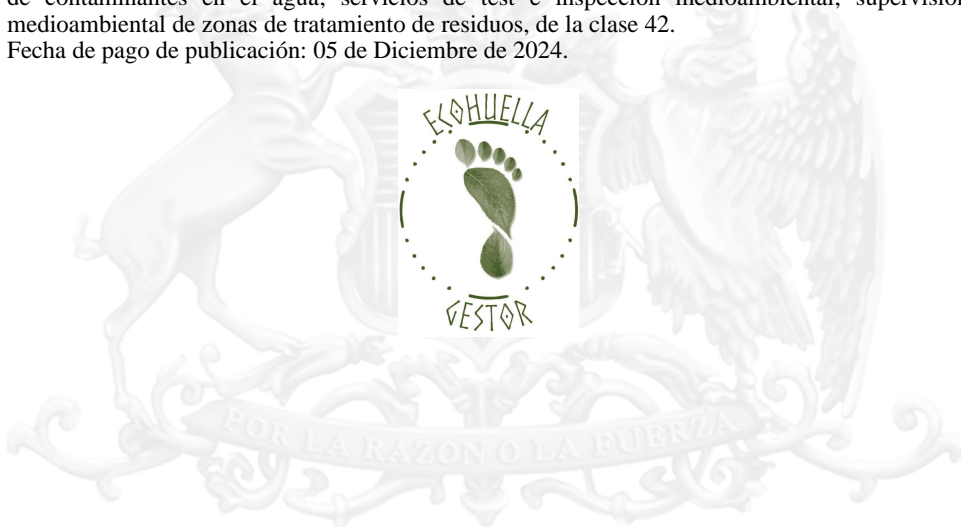 de contaminantes en el agua; servicios de test e inspección medioambiental; supervisión
medioambiental de zonas de tratamiento de residuos, de la clase 42.
Fecha de pago de publicación: 05 de Diciembre de 2024.
ECOHUELLA
GESTOR
POR LA RAZON O LA FUERZA